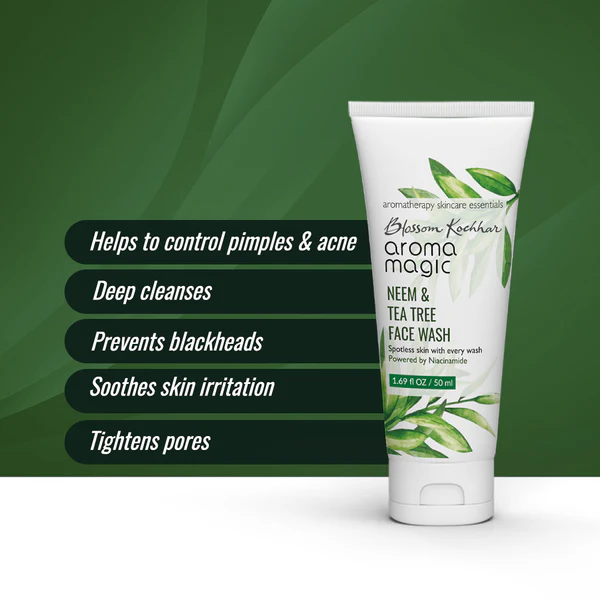 Helps to control pimples & acne
Deep cleanses
Prevents blackheads
Soothes skin irritation
Tightens pores
aromatherapy skincare essentials
Blossom Kochhar
aroma
magic
NEEM &
TEA TREE
FACE WASH
Spotless skin with every wash
Powered by Niacinamide
1.69 fl OZ / 50 ml